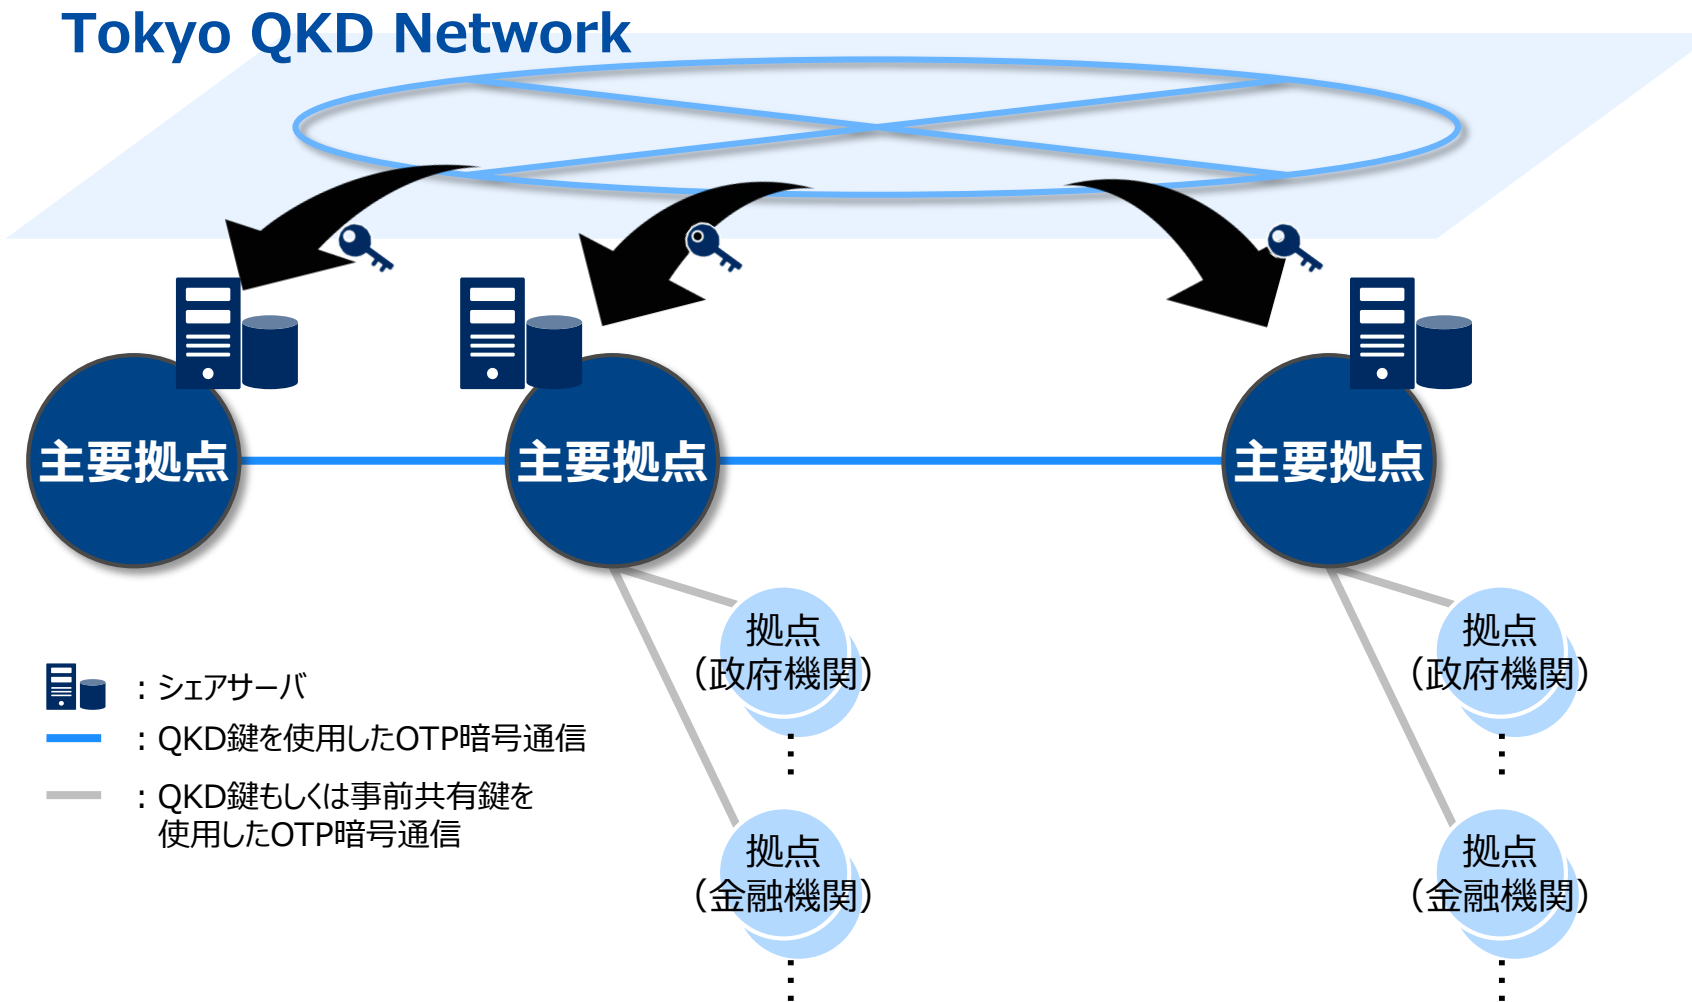 Tokyo QKD Network
主要拠点
主要拠点
主要拠点
拠点
（政府機関）
⋮
拠点
（金融機関）
⋮
拠点
（政府機関）
⋮
拠点
（金融機関）
⋮
：シェアサーバ
：QKD鍵を使用したOTP暗号通信
：QKD鍵もしくは事前共有鍵を
使用したOTP暗号通信